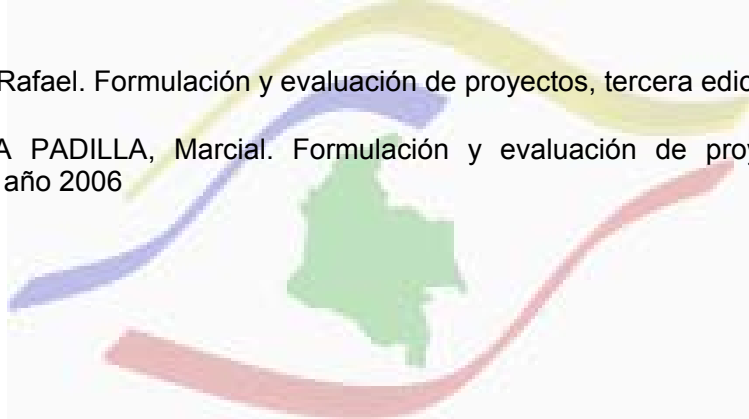 Rafael. Formulación y evaluación de proyectos, tercera edic
A PADILLA, Marcial. Formulación y evaluación de proy
año 2006